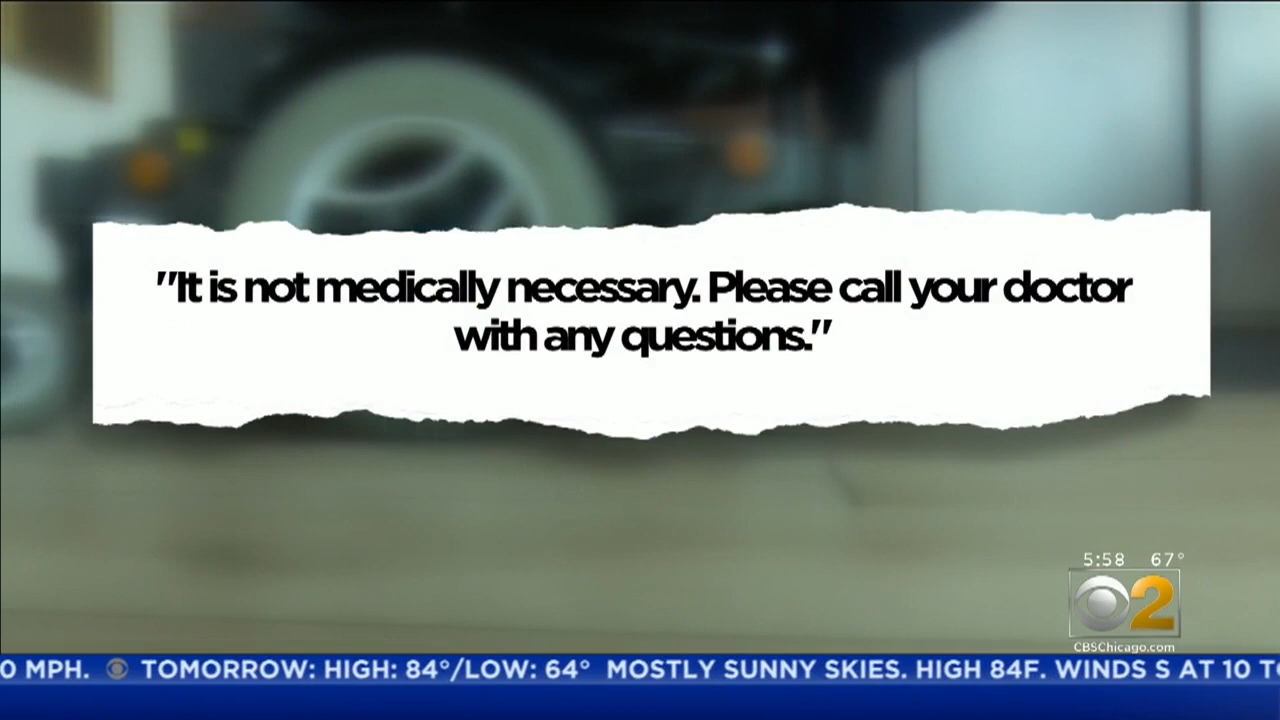 "It is not medically necessary. Please call your doctor
with any questions."
5:58 67°
2
CBSChicago.com
0 MPH. TOMORROW: HIGH: 84°/LOW: 64° MOSTLY SUNNY SKIES. HIGH 84F. WINDS S AT 10 TO